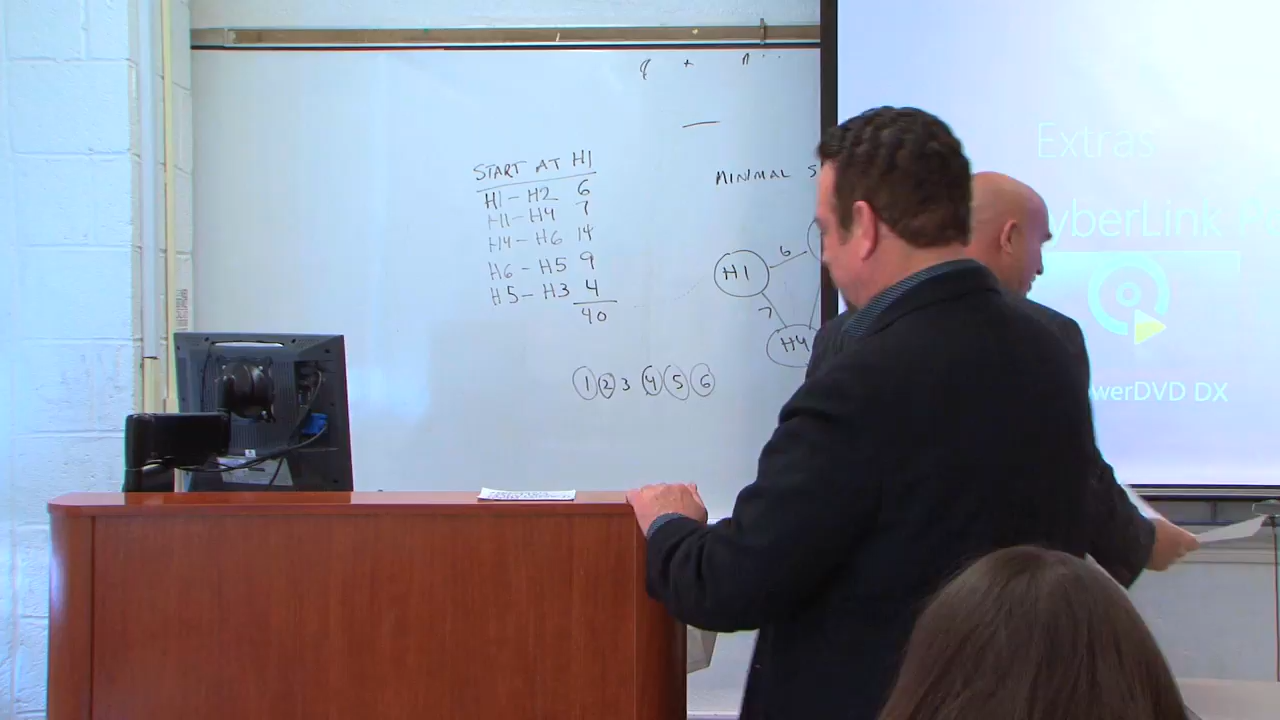 START AT H1
H1 - H2 6
H1 - H4 7
H4 - H6 14
H6 - H5 9
H5 - H3 4
40
1 2 3 4 5 6
MINIMAL S
H1
6
7
H4
Extras
yberLink P
werDVD DX